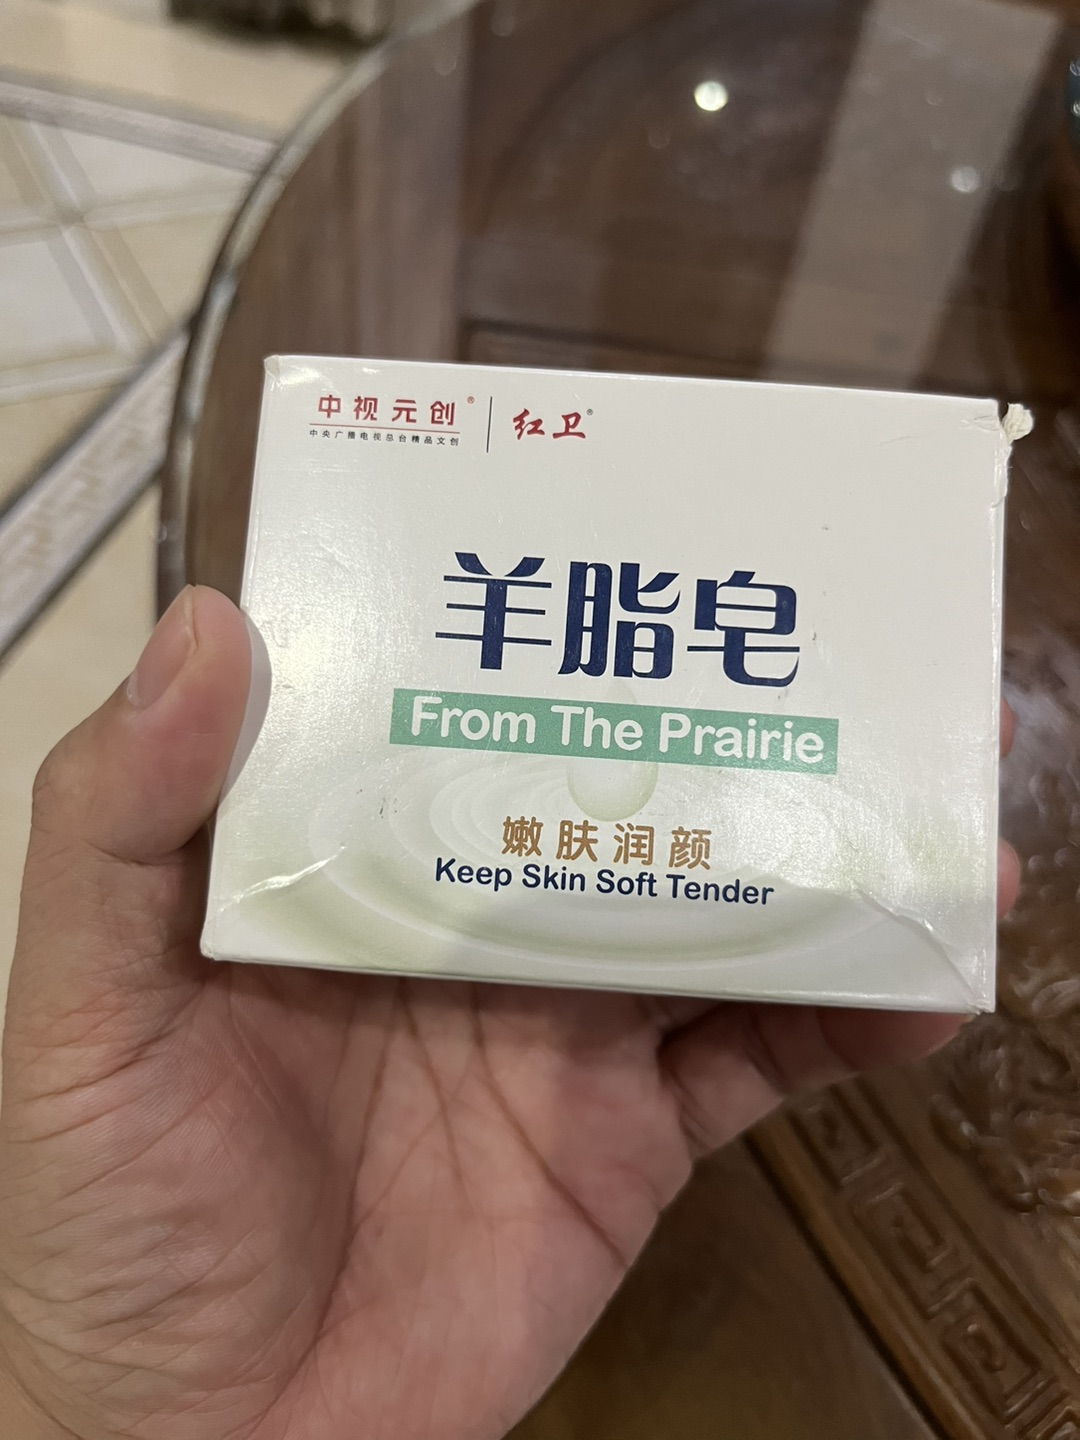 中视元创® 红卫®
中央广播电视总台精品文创
羊脂皂
From The Prairie
嫩肤润颜
Keep Skin Soft Tender